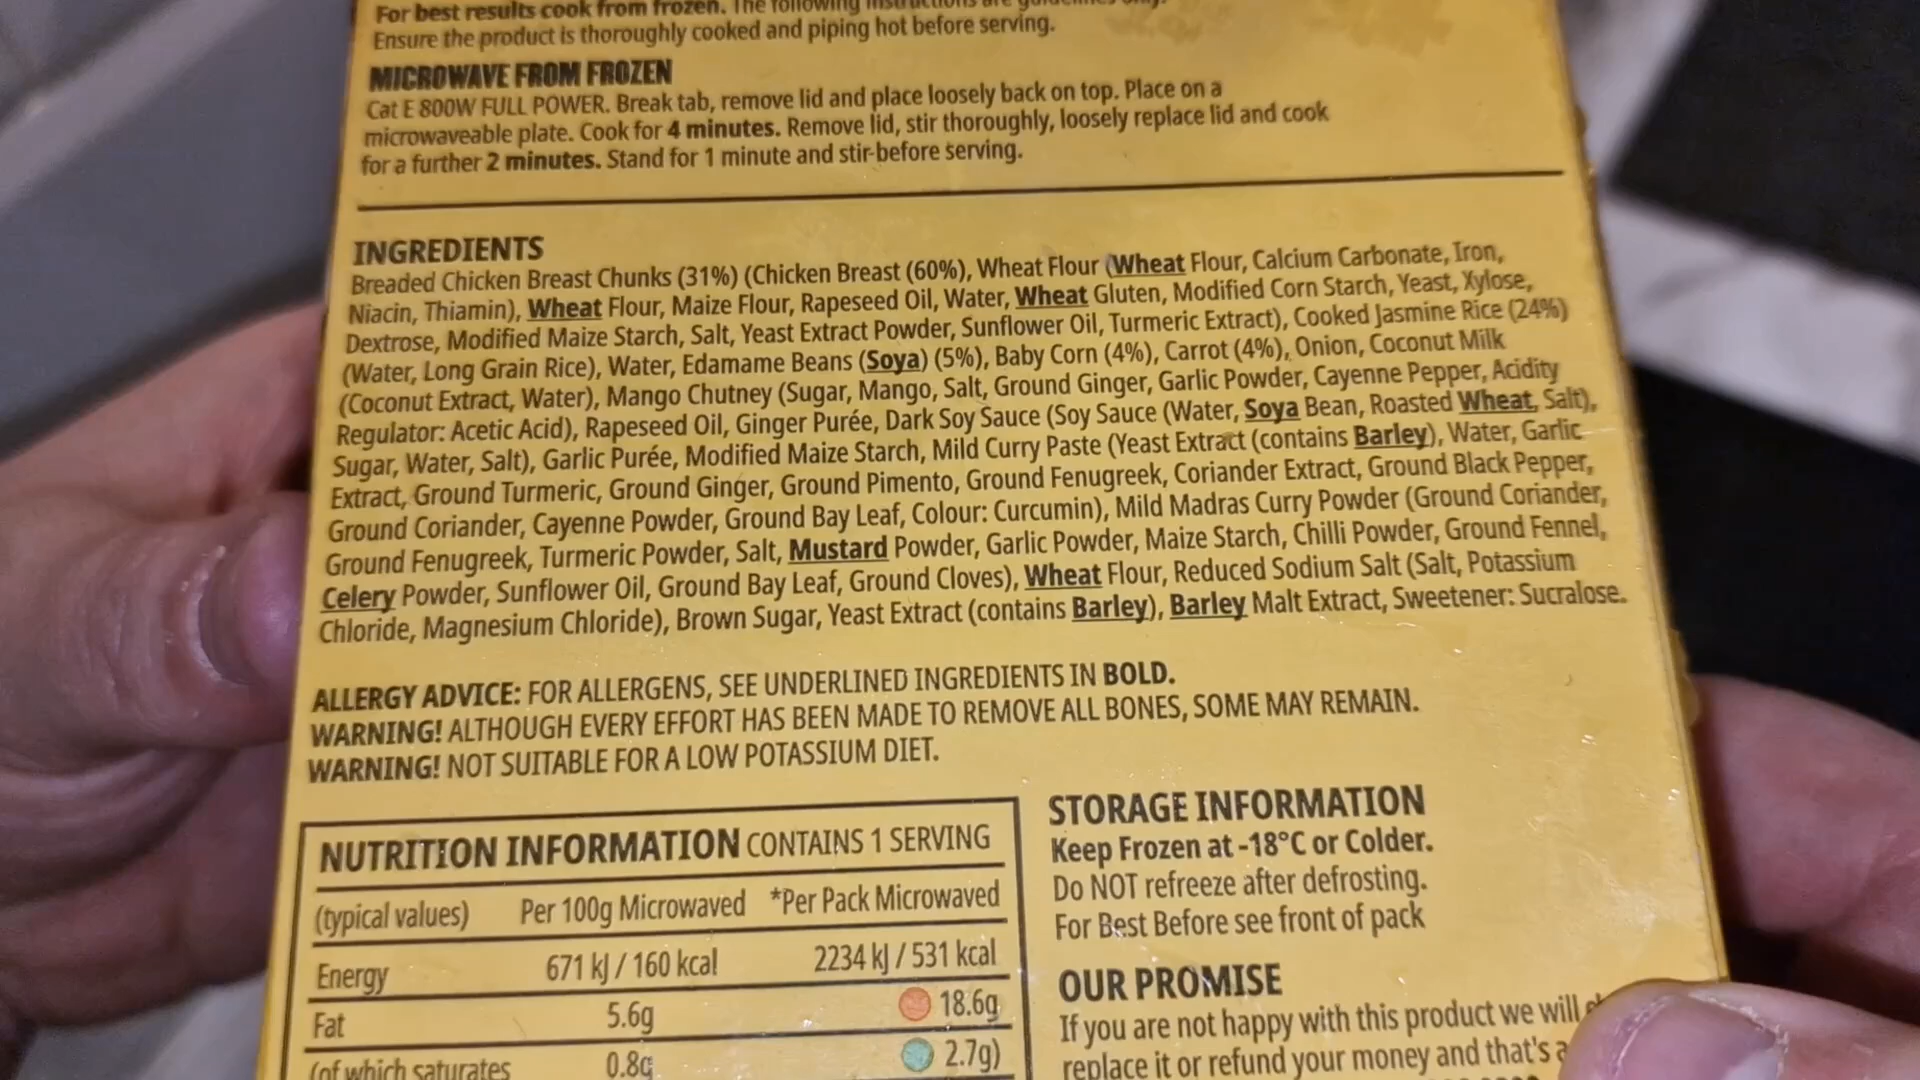 For best results cook from frozen. The following instructions are guidelines only.
Ensure the product is thoroughly cooked and piping hot before serving.
MICROWAVE FROM FROZEN
Cat E 800W FULL POWER. Break tab, remove lid and place loosely back on top. Place on a
microwaveable plate. Cook for 4 minutes. Remove lid, stir thoroughly, loosely replace lid and cook
for a further 2 minutes. Stand for 1 minute and stir before serving.
INGREDIENTS
Breaded Chicken Breast Chunks (31%) (Chicken Breast (60%), Wheat Flour (Wheat Flour, Calcium Carbonate, Iron,
Niacin, Thiamin), Wheat Flour, Maize Flour, Rapeseed Oil, Water, Wheat Gluten, Modified Corn Starch, Yeast, Xylose,
Dextrose, Modified Maize Starch, Salt, Yeast Extract Powder, Sunflower Oil, Turmeric Extract), Cooked Jasmine Rice (24%)
(Water, Long Grain Rice), Water, Edamame Beans (Soya) (5%), Baby Corn (4%), Carrot (4%), Onion, Coconut Milk
(Coconut Extract, Water), Mango Chutney (Sugar, Mango, Salt, Ground Ginger, Garlic Powder, Cayenne Pepper, Acidity
Regulator: Acetic Acid), Rapeseed Oil, Ginger Purée, Dark Soy Sauce (Soy Sauce (Water, Soya Bean, Roasted Wheat, Salt),
Sugar, Water, Salt), Garlic Purée, Modified Maize Starch, Mild Curry Paste (Yeast Extract (contains Barley), Water, Garlic
Extract, Ground Turmeric, Ground Ginger, Ground Pimento, Ground Fenugreek, Coriander Extract, Ground Black Pepper,
Ground Coriander, Cayenne Powder, Ground Bay Leaf, Colour: Curcumin), Mild Madras Curry Powder (Ground Coriander,
Ground Fenugreek, Turmeric Powder, Salt, Mustard Powder, Garlic Powder, Maize Starch, Chilli Powder, Ground Fennel,
Celery Powder, Sunflower Oil, Ground Bay Leaf, Ground Cloves), Wheat Flour, Reduced Sodium Salt (Salt, Potassium
Chloride, Magnesium Chloride), Brown Sugar, Yeast Extract (contains Barley), Barley Malt Extract, Sweetener: Sucralose.
ALLERGY ADVICE: FOR ALLERGENS, SEE UNDERLINED INGREDIENTS IN BOLD.
WARNING! ALTHOUGH EVERY EFFORT HAS BEEN MADE TO REMOVE ALL BONES, SOME MAY REMAIN.
WARNING! NOT SUITABLE FOR A LOW POTASSIUM DIET.
NUTRITION INFORMATION CONTAINS 1 SERVING
(typical values) Per 100g Microwaved *Per Pack Microwaved
Energy 671 kJ / 160 kcal 2234 kJ / 531 kcal
Fat 5.6g 18.6g
(of which saturates 0.8g 2.7g)
STORAGE INFORMATION
Keep Frozen at -18°C or Colder.
Do NOT refreeze after defrosting.
For Best Before see front of pack
OUR PROMISE
If you are not happy with this product we will
replace it or refund your money and that's a